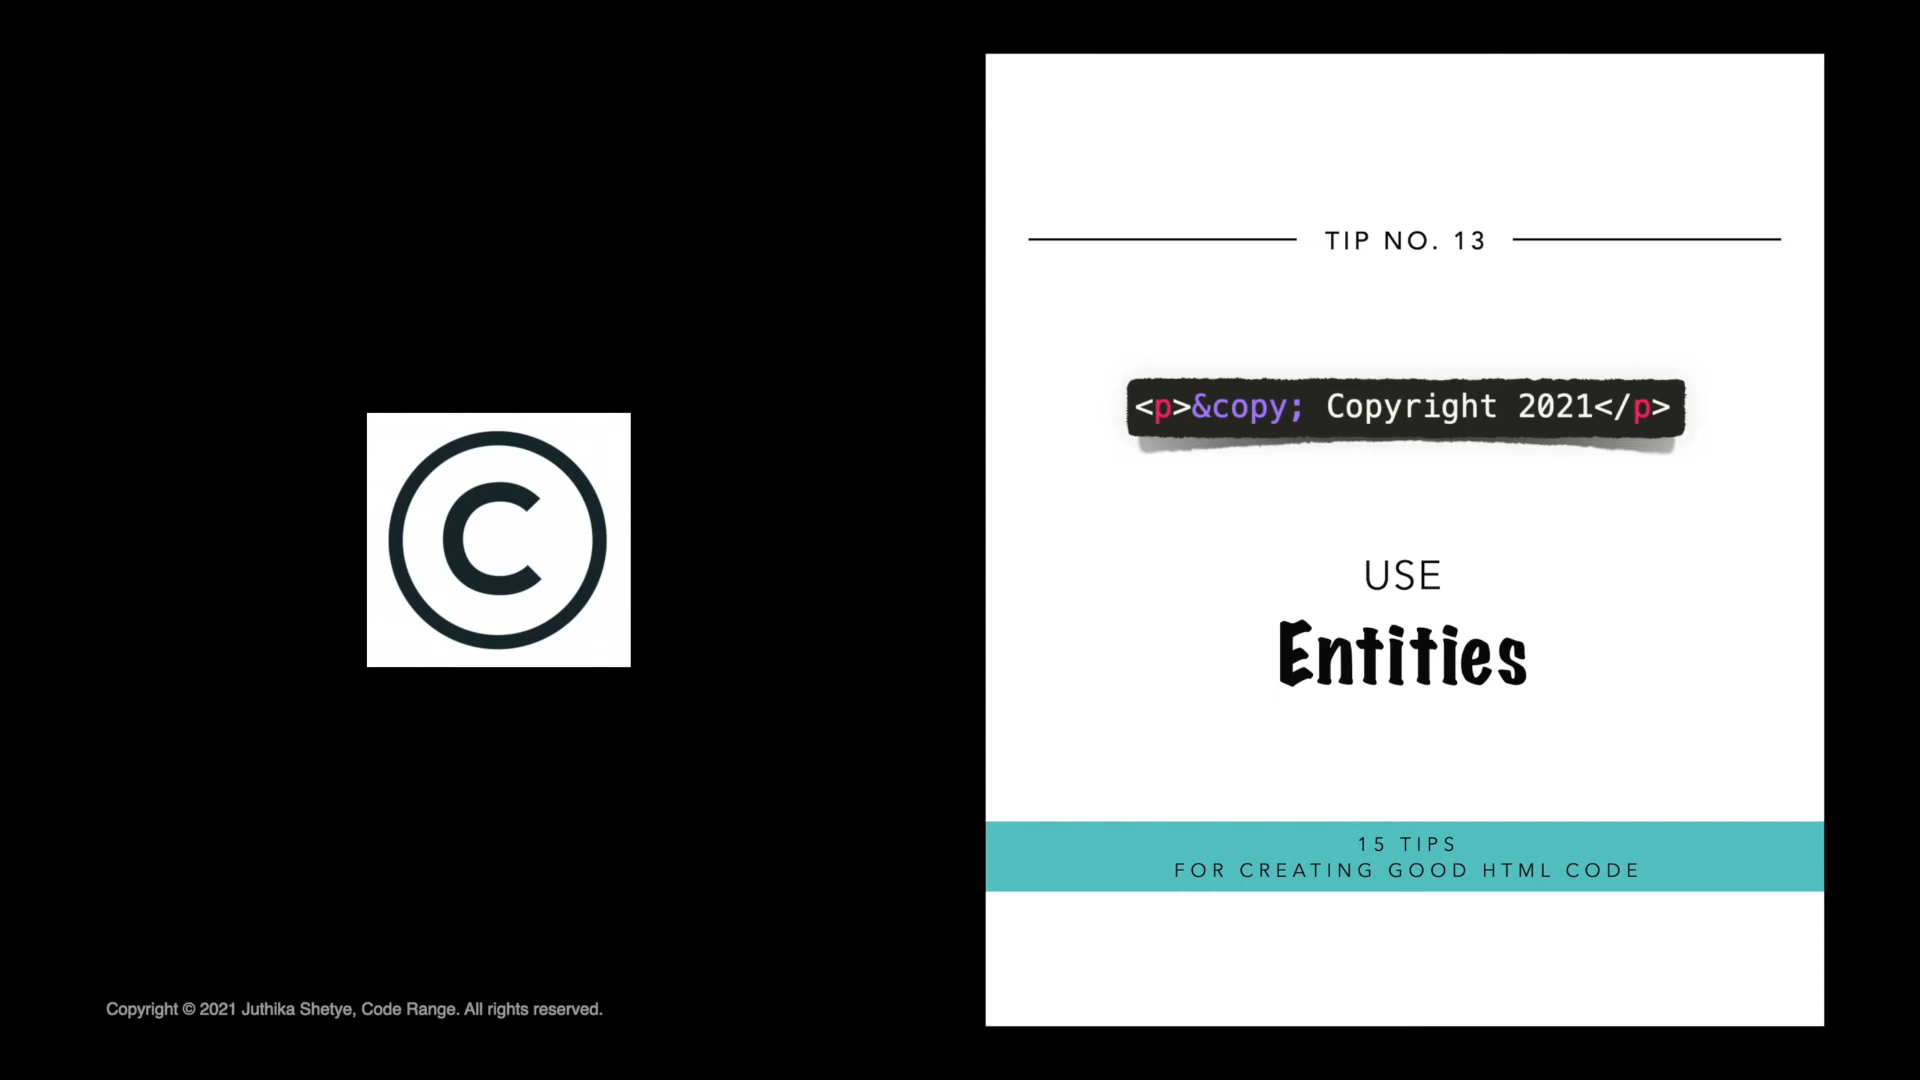 ©
Copyright © 2021 Juthika Shetye, Code Range. All rights reserved.
TIP NO. 13
<p>&copy; Copyright 2021</p>
USE
Entities
15 TIPS
FOR CREATING GOOD HTML CODE